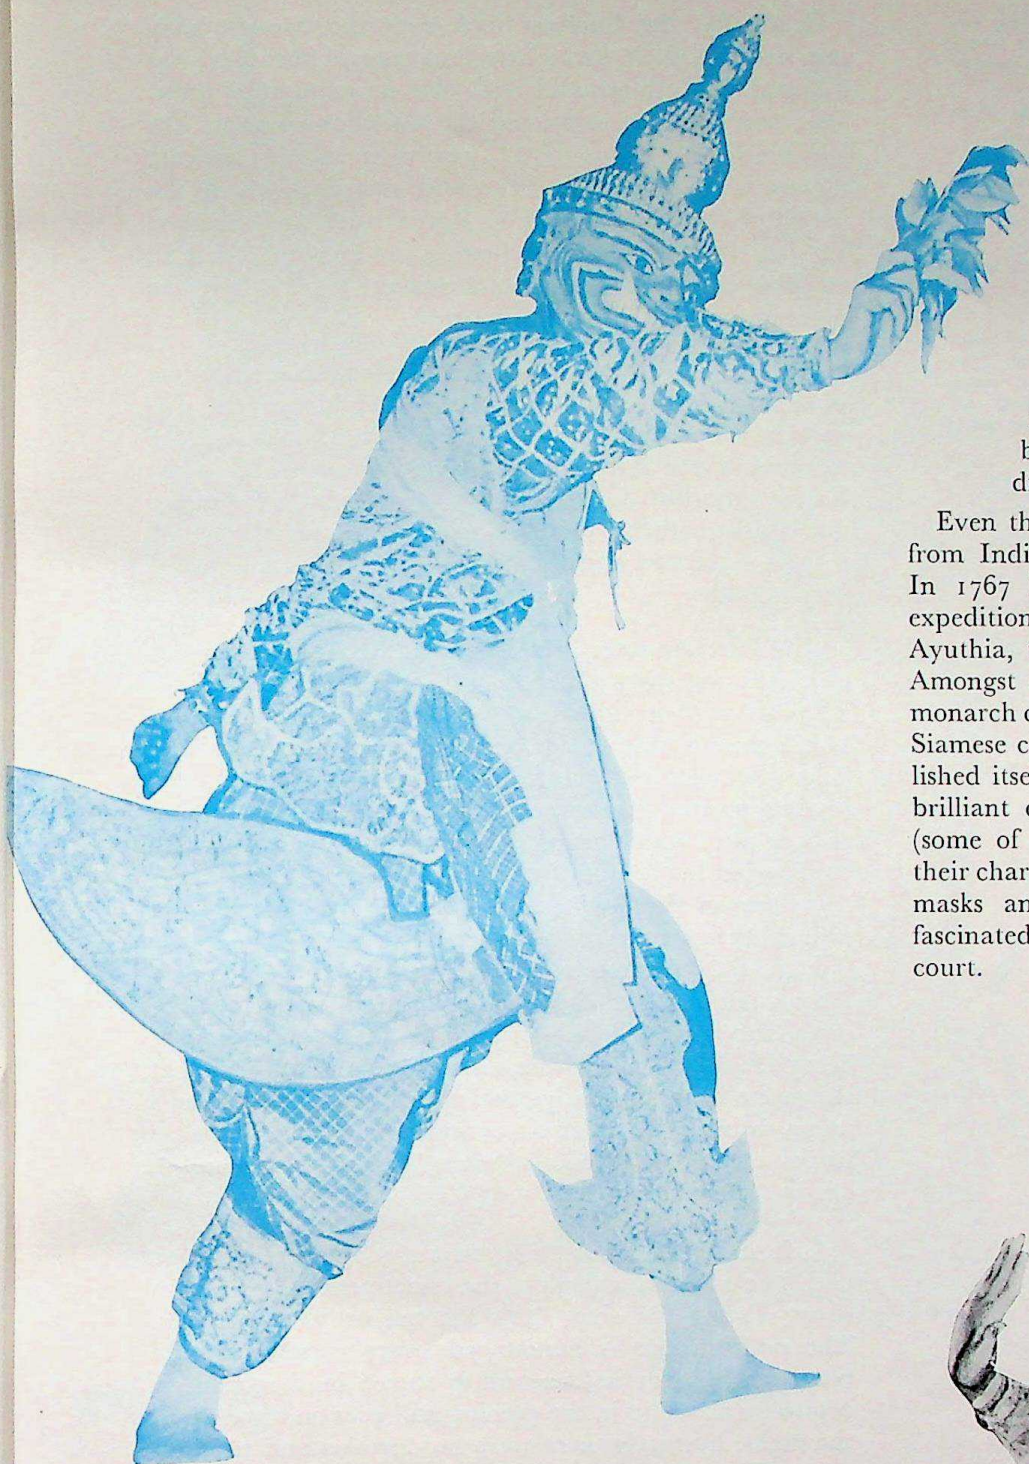 b
d
Even th
from Indi
In 1767
expedition
Ayuthia,
Amongst
monarch
Siamese c
lished itse
brilliant
(some of
their char
masks an
fascinated
court.